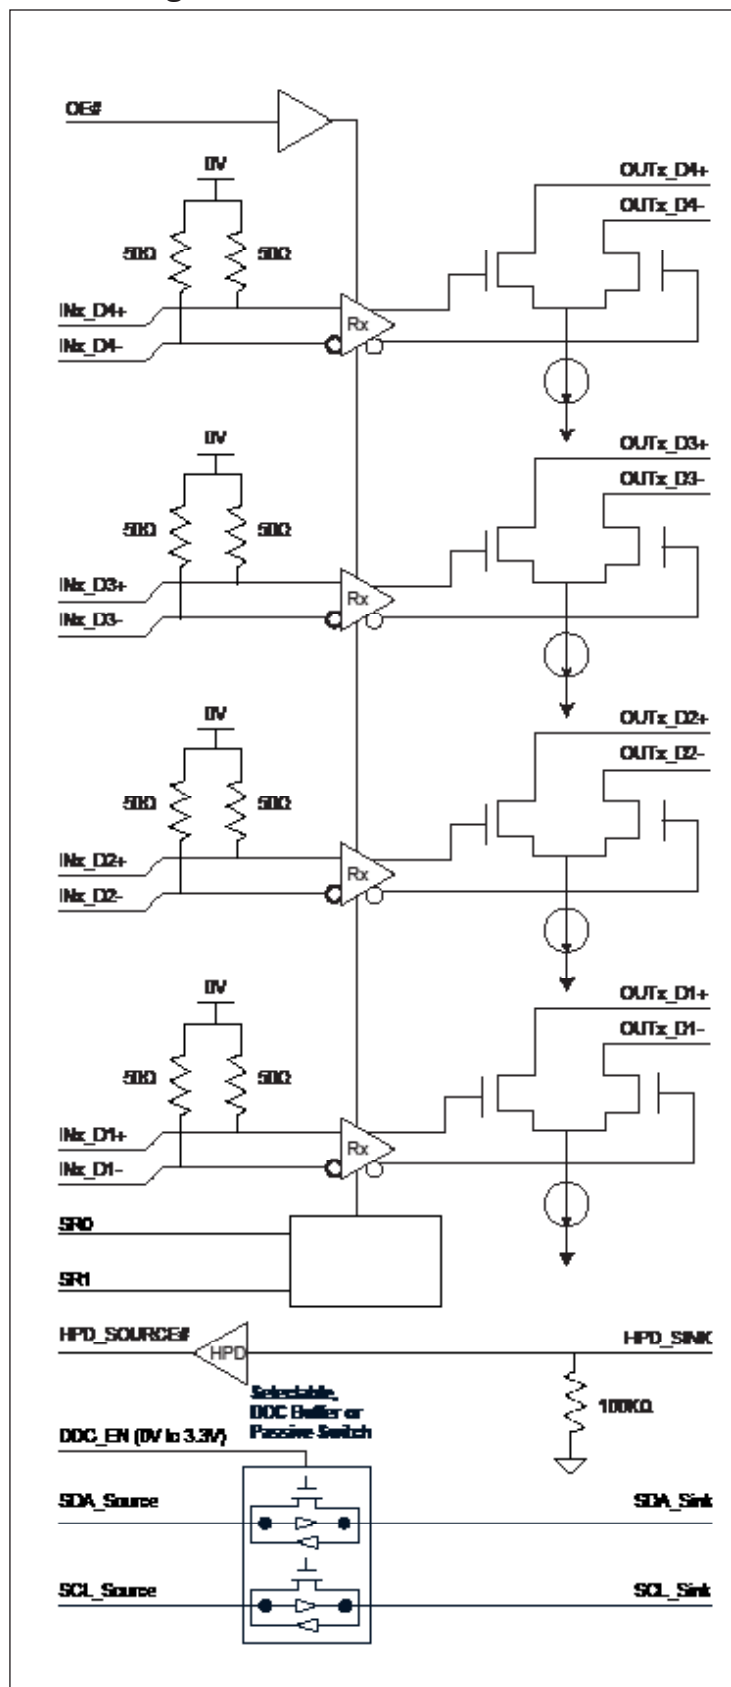 OE#
0V
OUTx_D4+
OUTx_D4-
50Ω 50Ω
INx_D4+
Rx
INx_D4-
0V
OUTx_D3+
OUTx_D3-
50Ω 50Ω
INx_D3+
Rx
INx_D3-
0V
OUTx_D2+
OUTx_D2-
50Ω 50Ω
INx_D2+
Rx
INx_D2-
0V
OUTx_D1+
OUTx_D1-
50Ω 50Ω
INx_D1+
Rx
INx_D1-
SR0
SR1
HPD_SOURCE# HPD HPD_SINK
100KΩ
Selectable,
DDC Buffer or
Passive Switch
DDC_EN (0V to 3.3V)
SDA_Source SDA_Sink
SCL_Source SCL_Sink